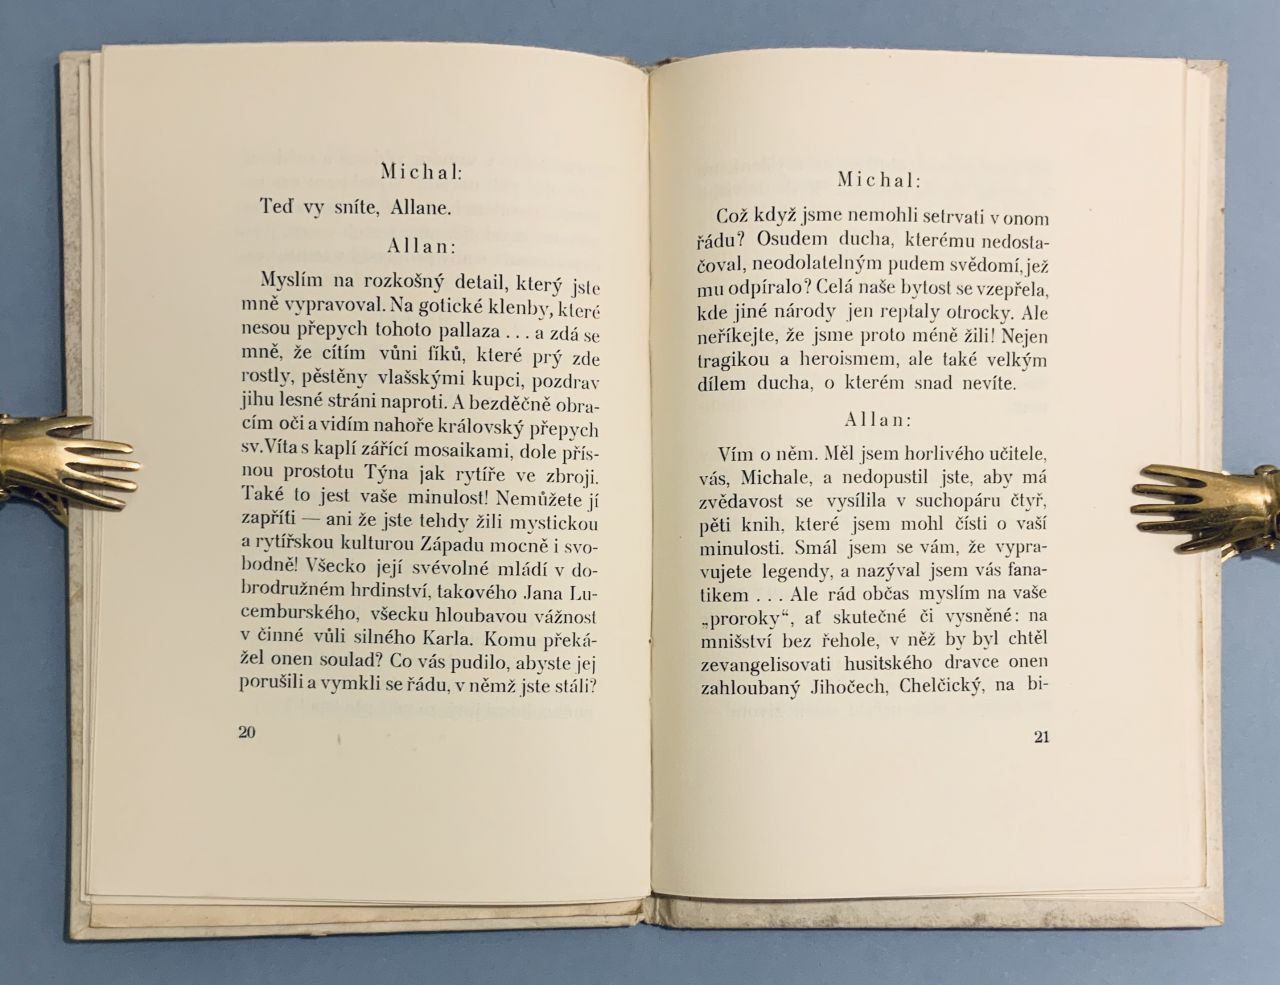 Michal:
Teď vy sníte, Allane.
Allan:
Myslím na rozkošný detail, který jste
mně vypravoval. Na gotické klenby, které
nesou přepych tohoto pallaza . . . a zdá se
mně, že cítím vůni fíků, které prý zde
rostly, pěstěny vlašskými kupci, pozdrav
jihu lesné stráni naproti. A bezděčně obra-
cím oči a vidím nahoře královský přepych
sv. Víta s kaplí zářící mosaikami, dole přís-
nou prostotu Týna jak rytíře ve zbroji.
Také to jest vaše minulost! Nemůžete jí
zapříti — ani že jste tehdy žili mystickou
a rytířskou kulturou Západu mocně i svo-
bodně! Všecko její svévolné mládí v do-
brodružném hrdinství, takového Jana Lu-
cemburského, všecku hloubavou vážnost
v činné vůli silného Karla. Komu překá-
žel onen soulad? Co vás pudilo, abyste jej
porušili a vymkli se řádu, v němž jste stáli?
20
Michal:
Což když jsme nemohli setrvati v onom
řádu? Osudem ducha, kterému nedosta-
čoval, neodolatelným pudem svědomí, jež
mu odpíralo? Celá naše bytost se vzepřela,
kde jiné národy jen reptaly otrocky. Ale
neříkejte, že jsme proto méně žili! Nejen
tragikou a heroismem, ale také velkým
dílem ducha, o kterém snad nevíte.
Allan:
Vím o něm. Měl jsem horlivého učitele,
vás, Michale, a nedopustil jste, aby má
zvědavost se vysílila v suchopáru čtyř,
pěti knih, které jsem mohl čísti o vaší
minulosti. Smál jsem se vám, že vypra-
vujete legendy, a nazýval jsem vás fana-
tikem . . . Ale rád občas myslím na vaše
„proroky“, ať skutečné či vysněné: na
mnišství bez řehole, v něž by byl chtěl
zevangelisovati husitského dravce onen
zahloubaný Jihočech, Chelčický, na bi-
21